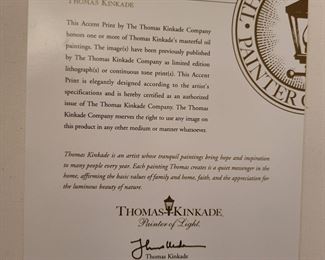 THOMAS KINKADE
This Accent Print by The Thomas Kinkade Company
honors one or more of Thomas Kinkade's masterful oil
paintings. The image(s) have been previously published
by The Thomas Kinkade Company as limited edition
lithograph(s) or continuous tone print(s). This Accent
Print is elegantly designed according to the artist's
specifications and is hereby certified as an authorized
issue of The Thomas Kinkade Company. The Thomas
Kinkade Company reserves the right to use any image on
this product in any other medium or manner whatsoever.
PAINTER O
Thomas Kinkade is an artist whose tranquil paintings bring hope and inspiration
to many people every year. Each painting Thomas creates is a quiet messenger in the
home, affirming the basic values of family and home, faith, and the appreciation for
the luminous beauty of nature.
THOMAS KINKADE
Painter of Light
Thomas Kinkade